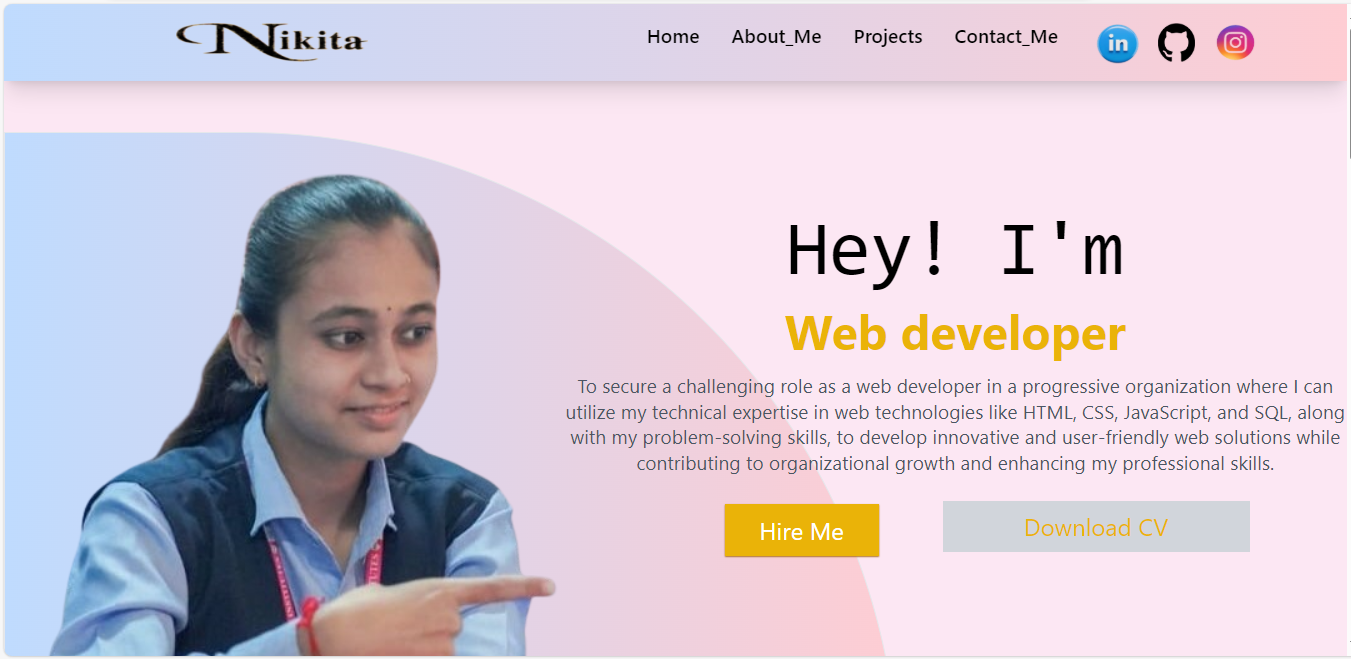 Nikita
Home About_Me Projects Contact_Me in
Hey! I'm
Web developer
To secure a challenging role as a web developer in a progressive organization where I can
utilize my technical expertise in web technologies like HTML, CSS, JavaScript, and SQL, along
with my problem-solving skills, to develop innovative and user-friendly web solutions while
contributing to organizational growth and enhancing my professional skills.
Hire Me Download CV